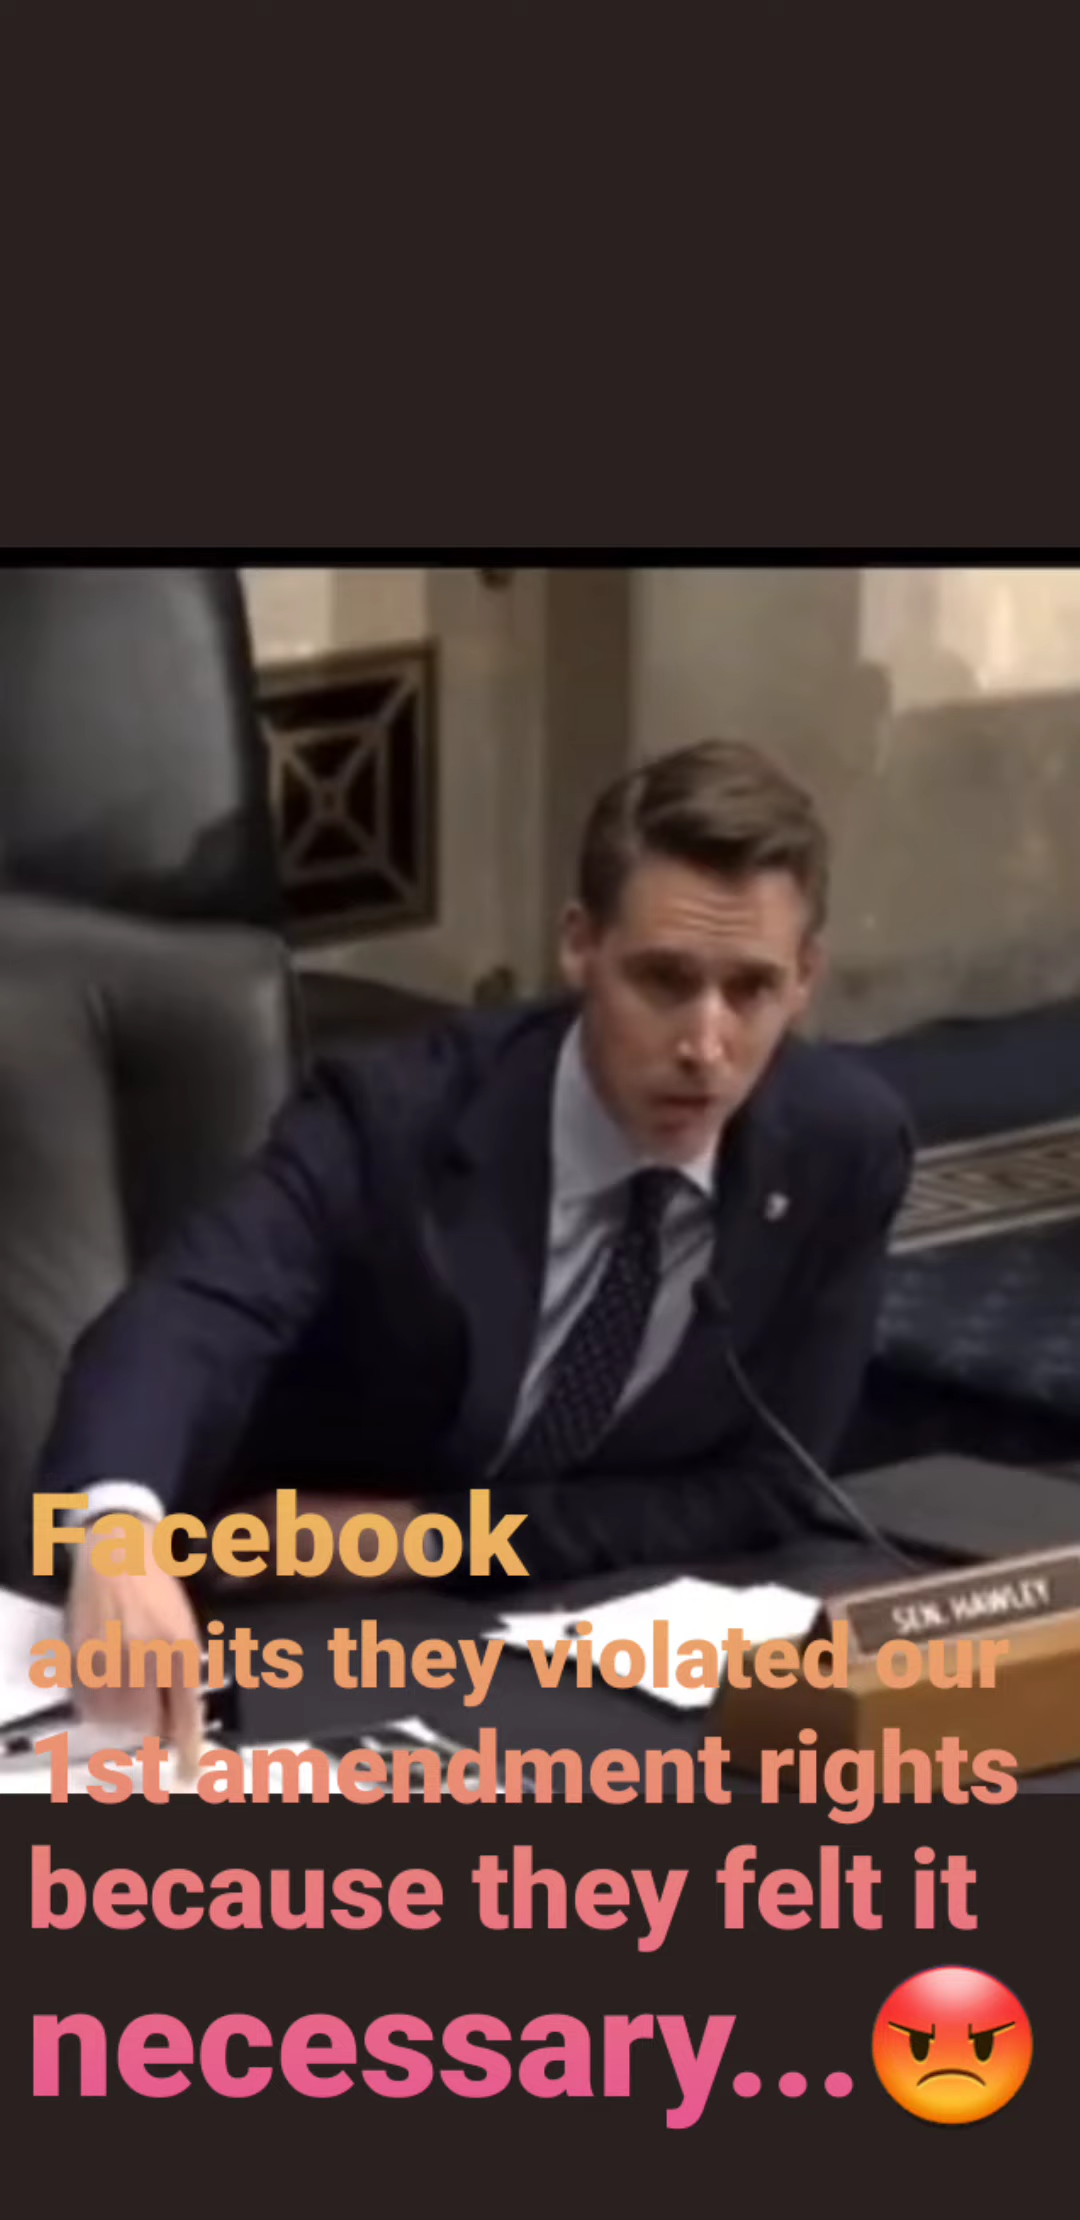 SEN. HAWLEY
Facebook
admits they violated our
1st amendment rights
because they felt it
necessary...😡